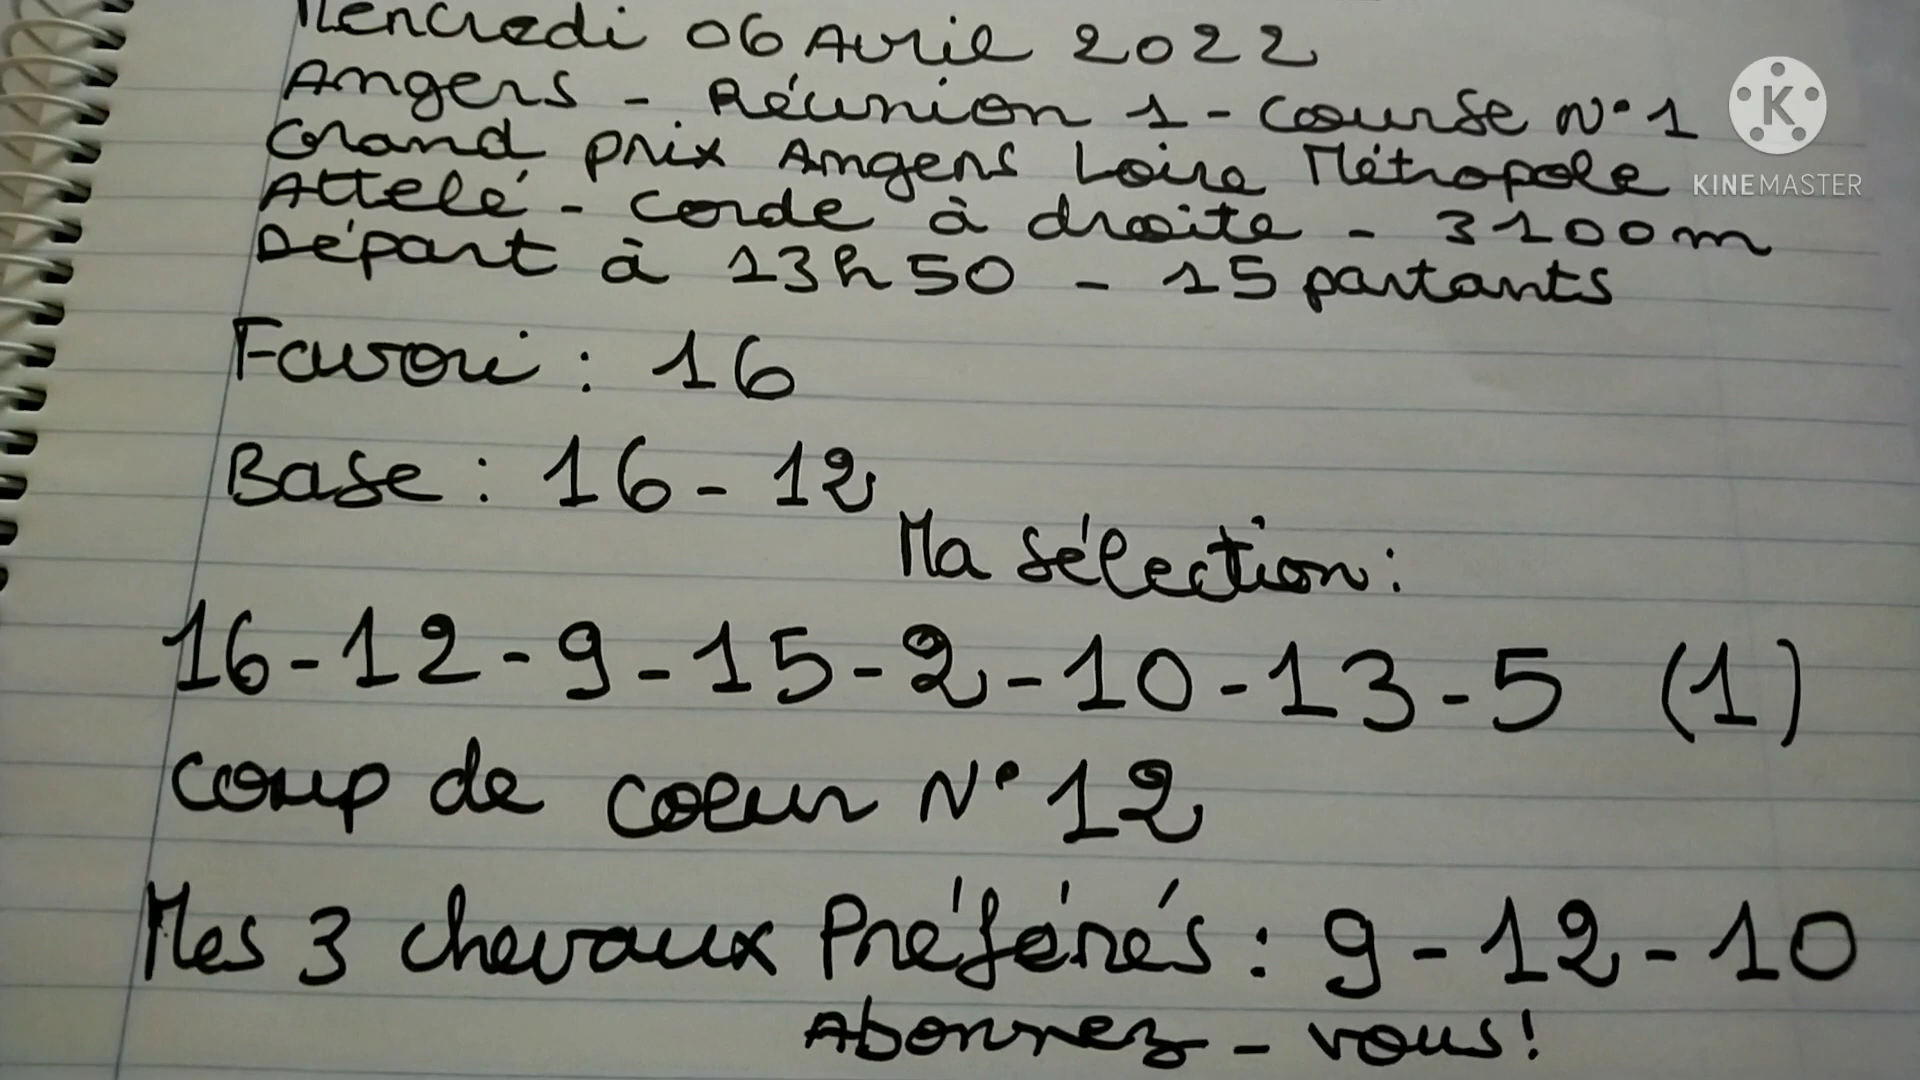 Mercredi 06 Avril 2022
Angers - Réunion 1 - Course N°1
Grand prix Angers Loire Métropole
Attelé - Corde à droite - 3100m
Départ à 13h50 - 15 partants
Favori : 16
Base : 16 - 12
Ma Sélection :
16 - 12 - 9 - 15 - 2 - 10 - 13 - 5 (1)
Coup de coeur N° 12
Mes 3 chevaux Préférés : 9 - 12 - 10
Abonnez - vous !
K
KINEMASTER